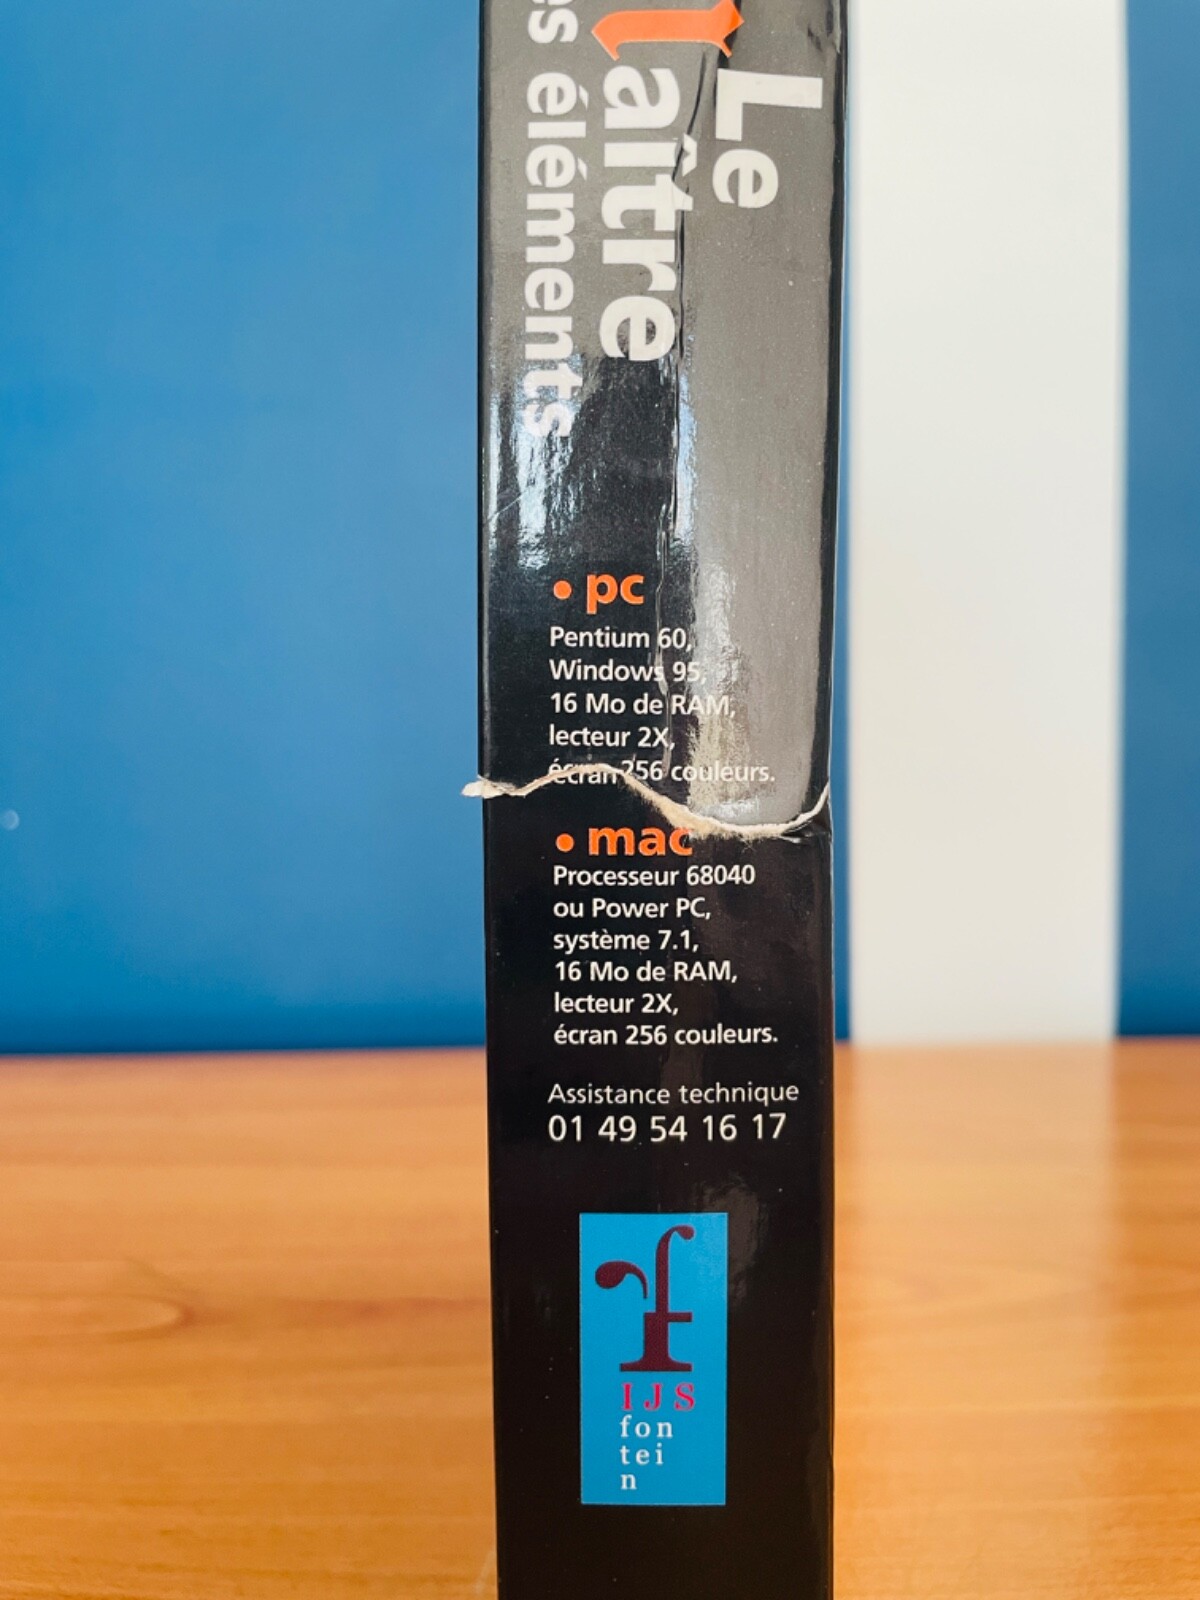 Le
aître
es éléments
• pc
Pentium 60,
Windows 95,
16 Mo de RAM,
lecteur 2X,
écran 256 couleurs.
• mac
Processeur 68040
ou Power PC,
système 7.1,
16 Mo de RAM,
lecteur 2X,
écran 256 couleurs.
Assistance technique
01 49 54 16 17
f
IJS
fon
tei
n